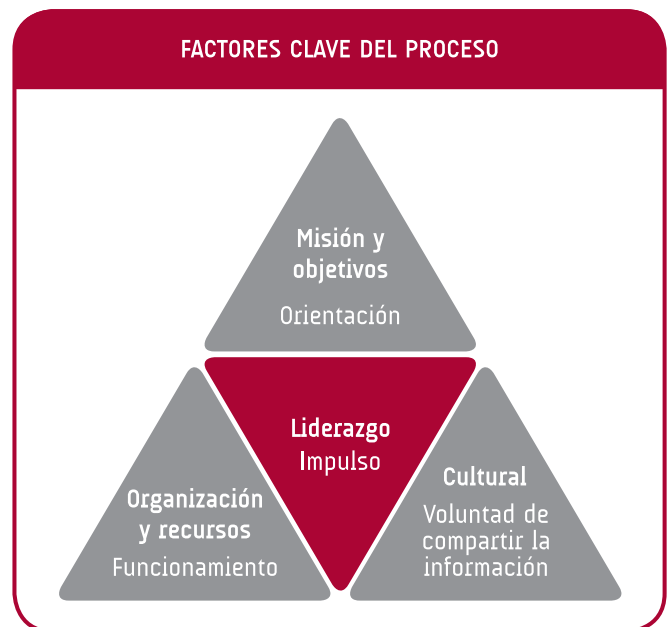 FACTORES CLAVE DEL PROCESO
Misión y
objetivos
Orientación
Liderazgo
Impulso
Organización
y recursos
Funcionamiento
Cultural
Voluntad de
compartir la
información